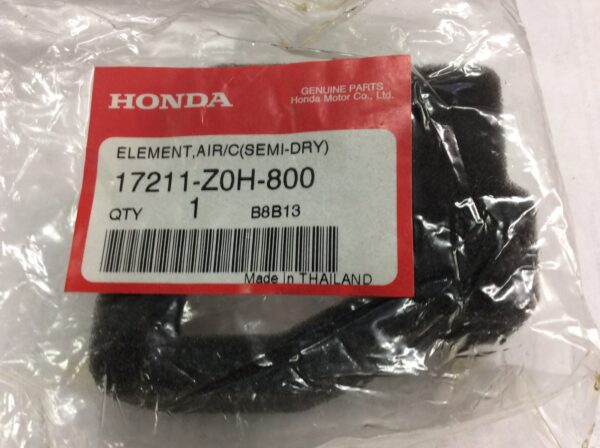 HONDA
GENUINE PARTS
Honda Motor Co., Ltd.
ELEMENT,AIR/C(SEMI-DRY)
17211-Z0H-800
QTY 1 B8B13
Made in THAILAND